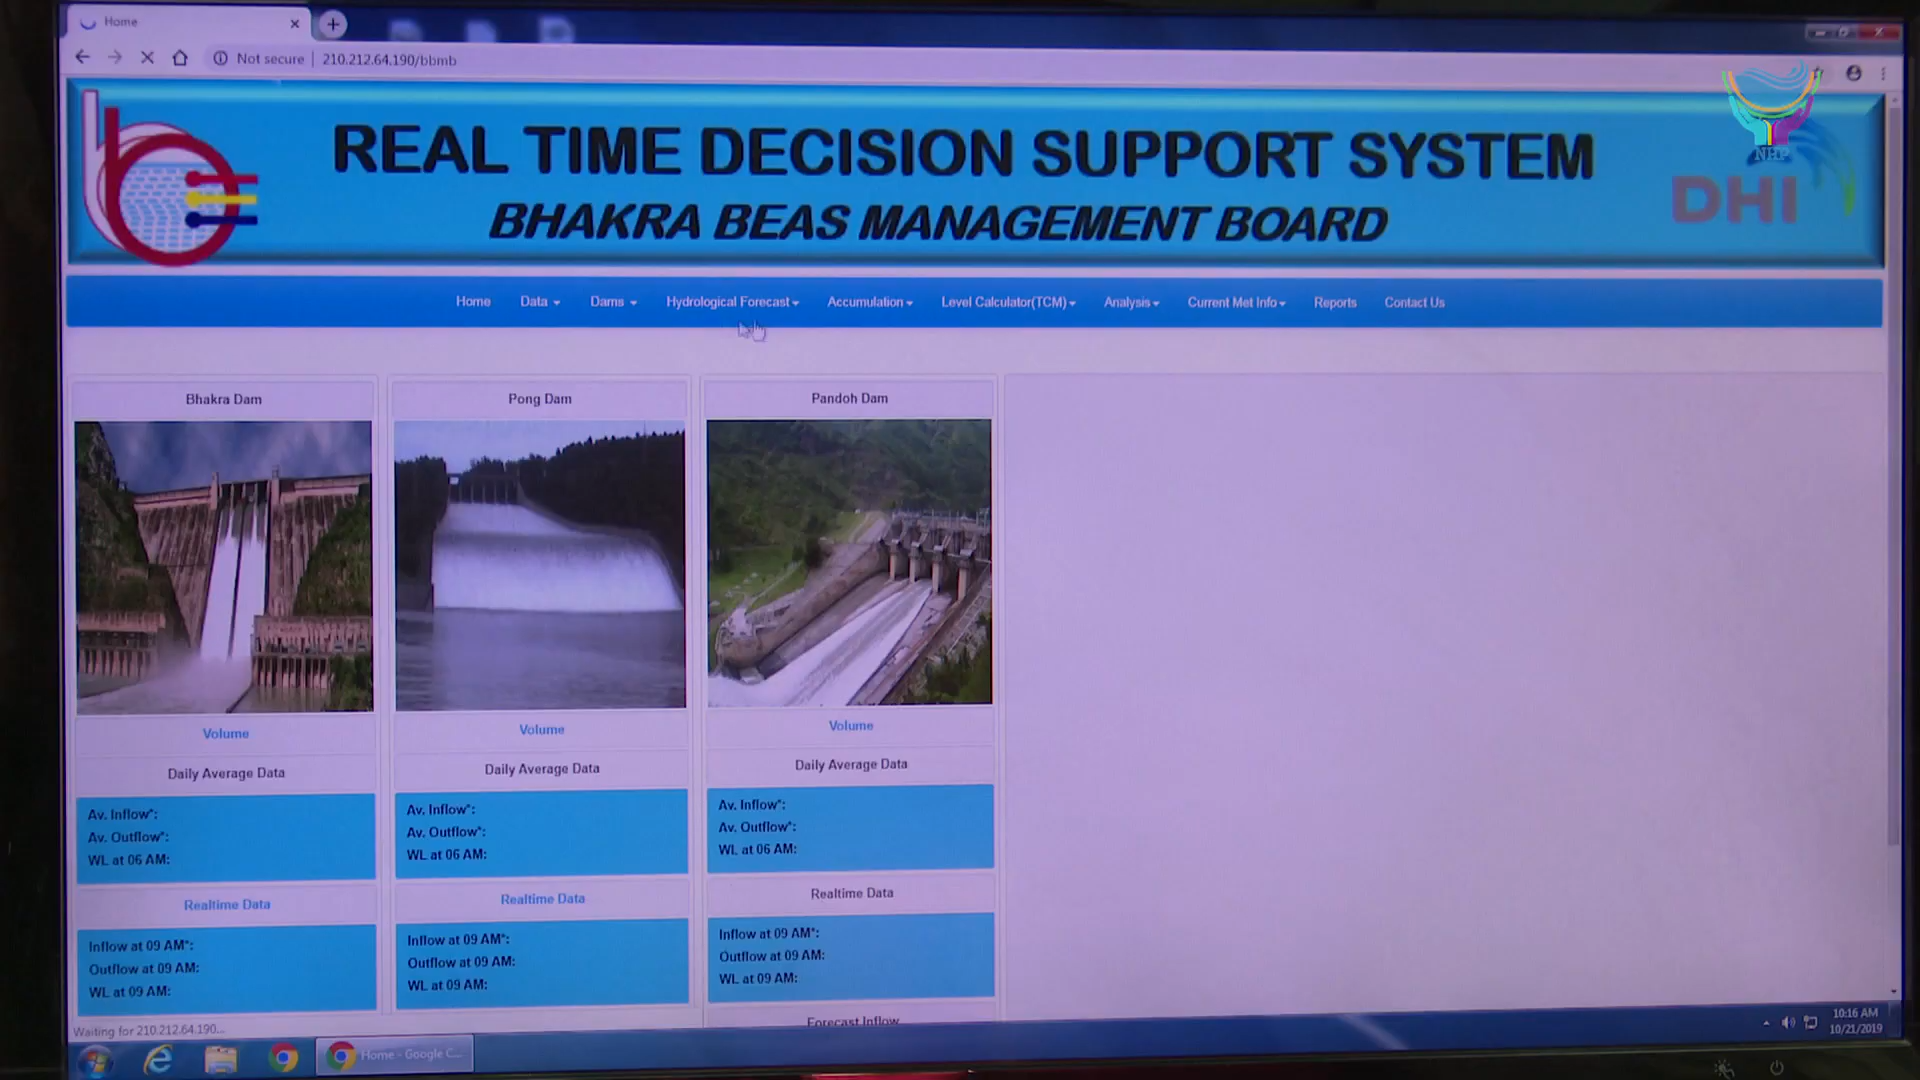 Home
Not secure | 210.212.64.190/bbmb
NHP
REAL TIME DECISION SUPPORT SYSTEM
BHAKRA BEAS MANAGEMENT BOARD
DHI
Home Data Dams Hydrological Forecast Accumulation Level Calculator(TCM) Analysis Current Met Info Reports Contact Us
Bhakra Dam Pong Dam Pandoh Dam
Volume Volume Volume
Daily Average Data Daily Average Data Daily Average Data
Av. Inflow*: Av. Inflow*: Av. Inflow*:
Av. Outflow*: Av. Outflow*: Av. Outflow*:
WL at 06 AM: WL at 06 AM: WL at 06 AM:
Realtime Data Realtime Data Realtime Data
Inflow at 09 AM*: Inflow at 09 AM*: Inflow at 09 AM*:
Outflow at 09 AM: Outflow at 09 AM: Outflow at 09 AM:
WL at 09 AM: WL at 09 AM: WL at 09 AM:
Forecast Inflow
Waiting for 210.212.64.190...
Home - Google C...
10:16 AM
10/21/2019